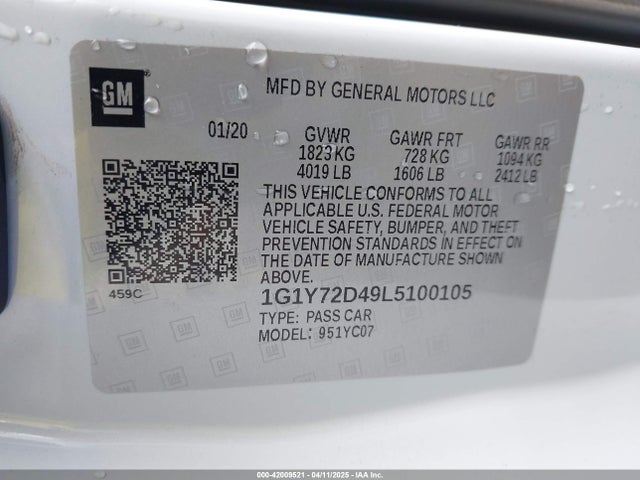 GM
MFD BY GENERAL MOTORS LLC
01/20 GVWR GAWR FRT GAWR RR
1823 KG 728 KG 1094 KG
4019 LB 1606 LB 2412 LB
THIS VEHICLE CONFORMS TO ALL
APPLICABLE U.S. FEDERAL MOTOR
VEHICLE SAFETY, BUMPER, AND THEFT
PREVENTION STANDARDS IN EFFECT ON
THE DATE OF MANUFACTURE SHOWN
ABOVE.
459C
1G1Y72D49L5100105
TYPE: PASS CAR
MODEL: 951YC07
000-42009521 - 04/11/2025 - IAA Inc.